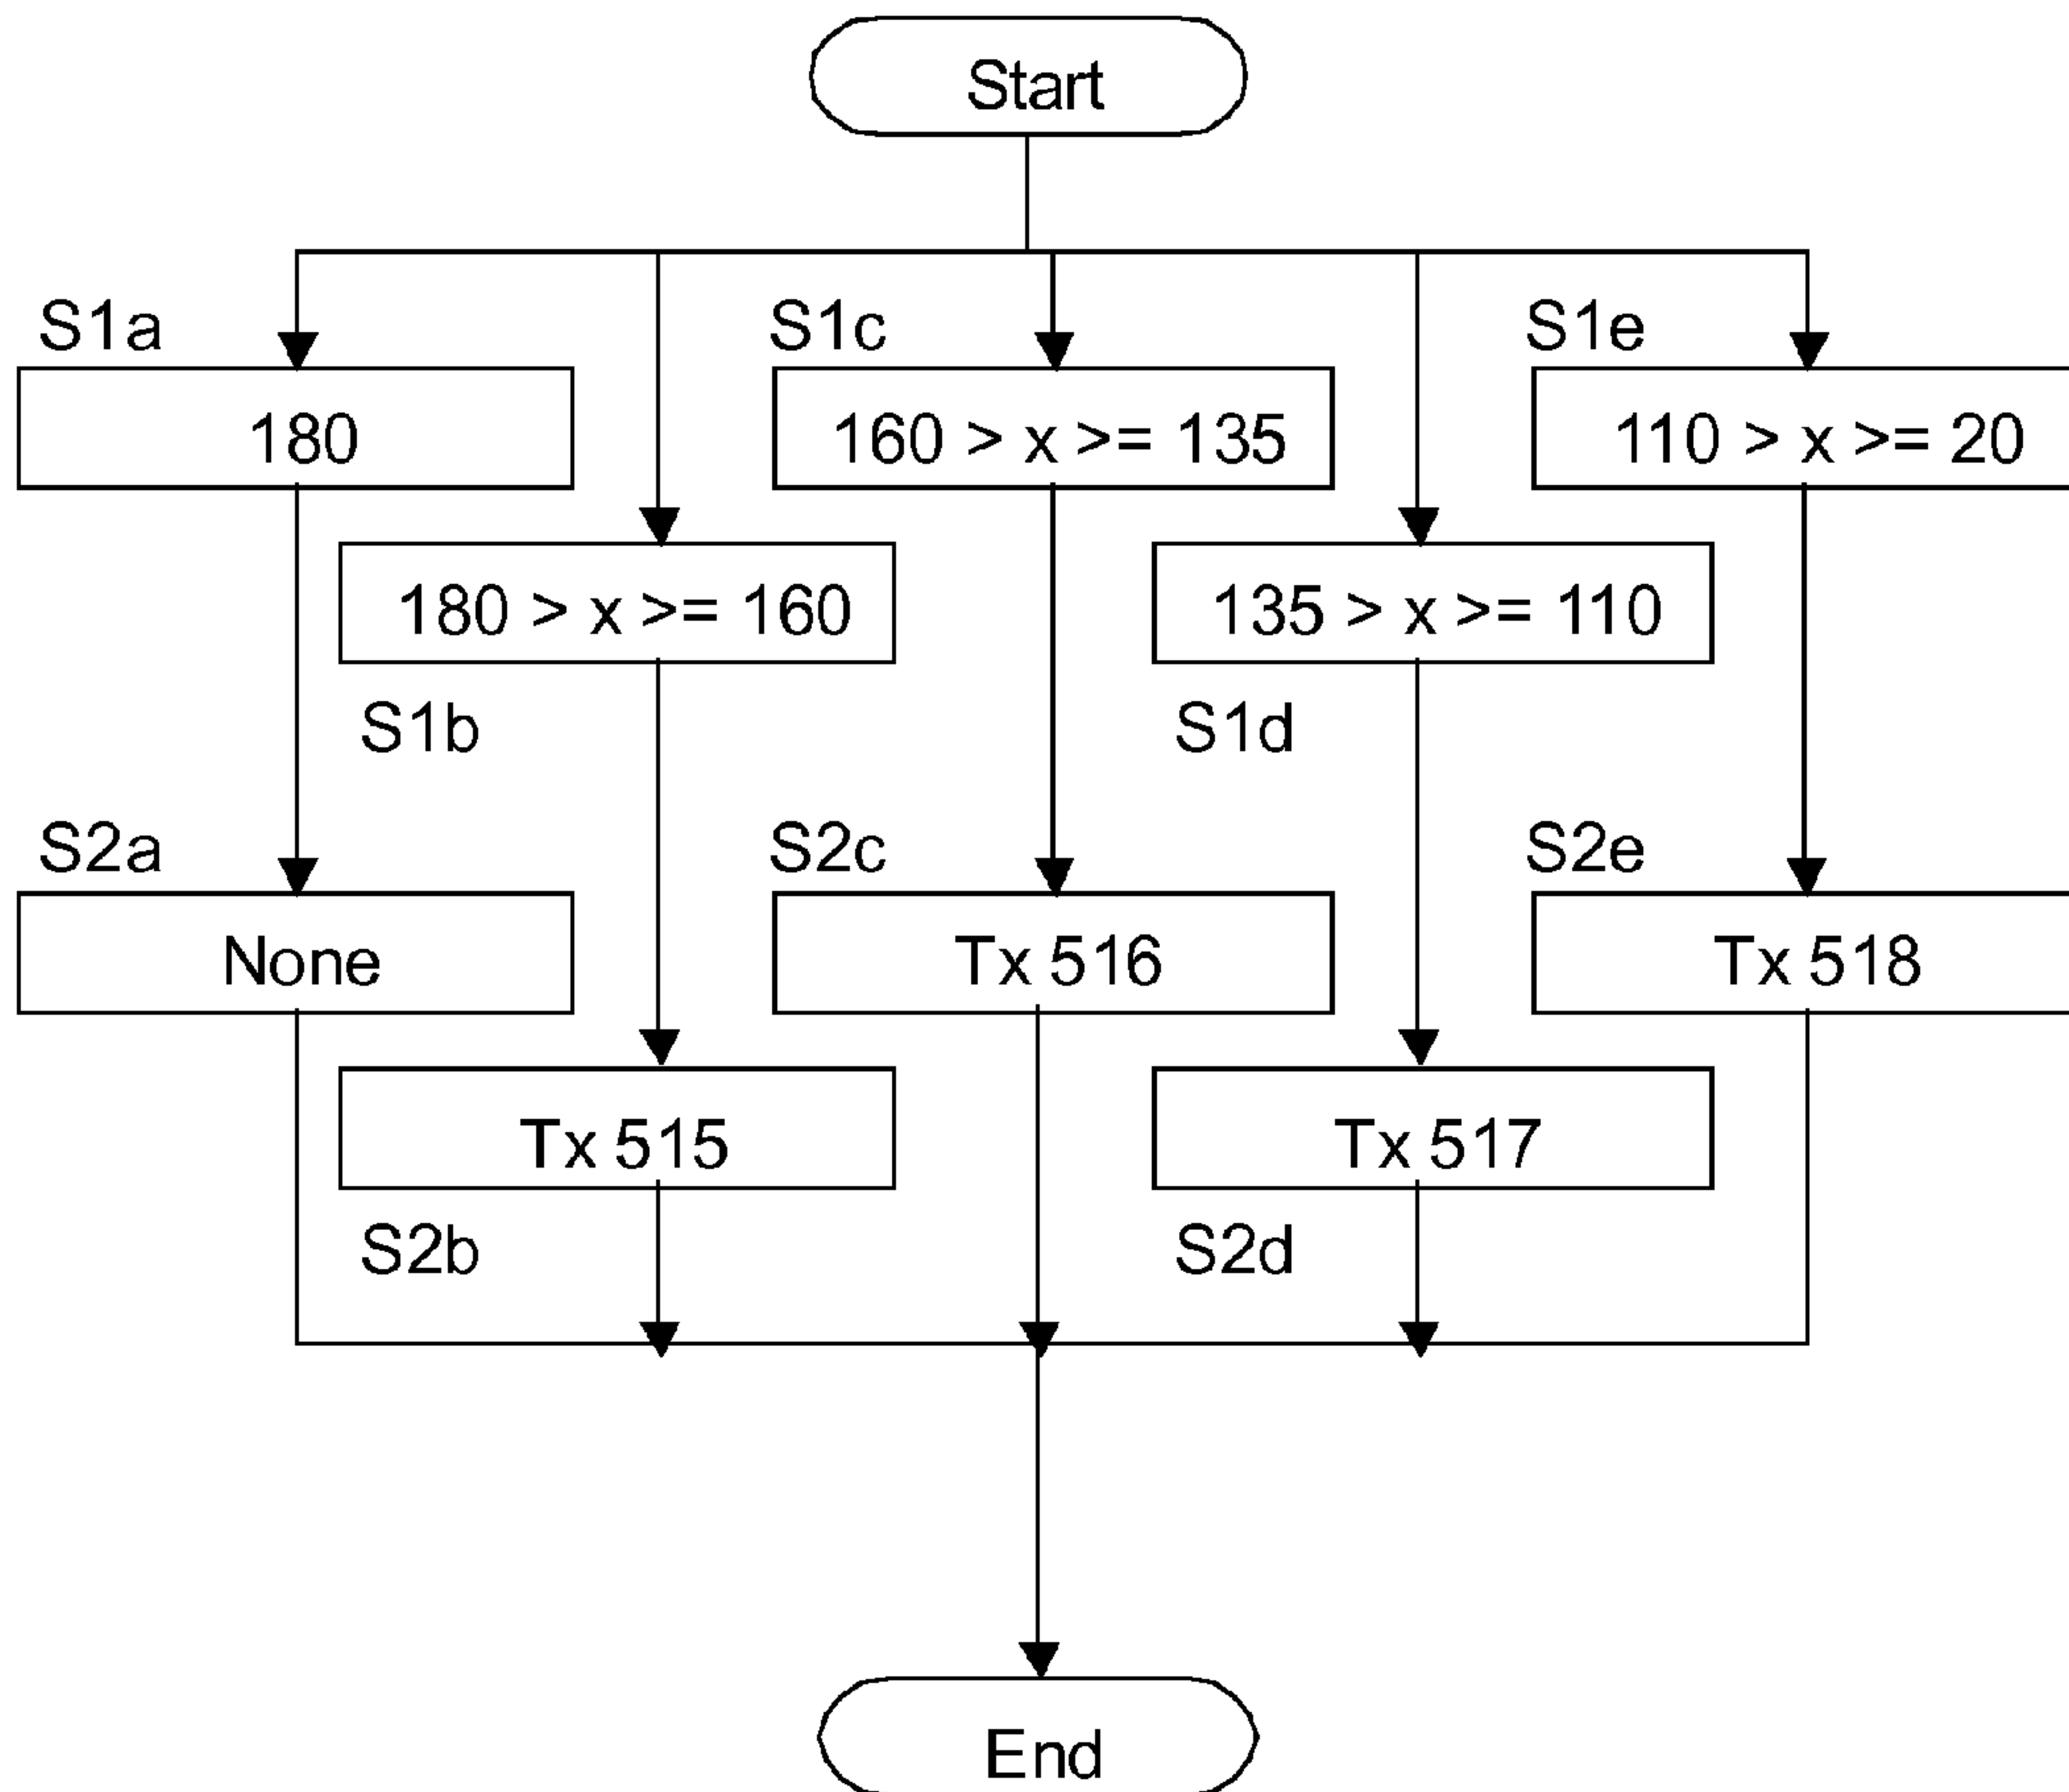 Start
S1a
S1c
S1e
180
160 > x >= 135
110 > x >= 20
180 > x >= 160
135 > x >= 110
S1b
S1d
S2a
S2c
S2e
None
Tx 516
Tx 518
Tx 515
Tx 517
S2b
S2d
End